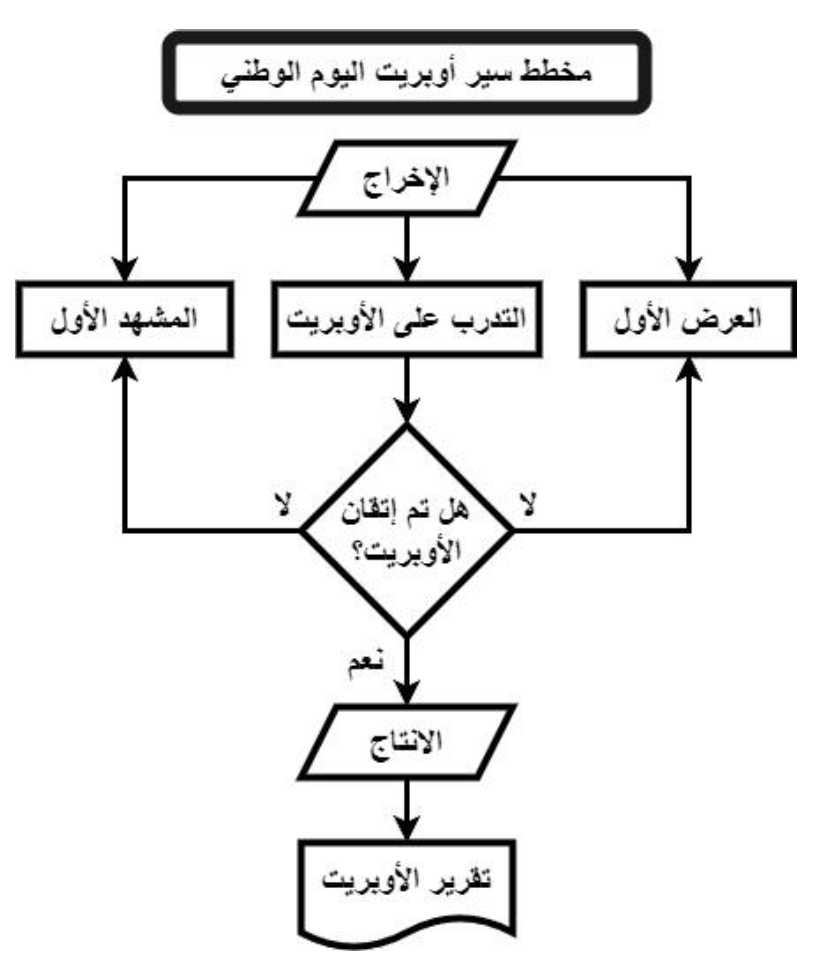 مخطط سير أوبريت اليوم الوطني
الإخراج
العرض الأول
التدرب على الأوبريت
المشهد الأول
هل تم إتقان
الأوبريت؟
لا
لا
نعم
الانتاج
تقرير الأوبريت